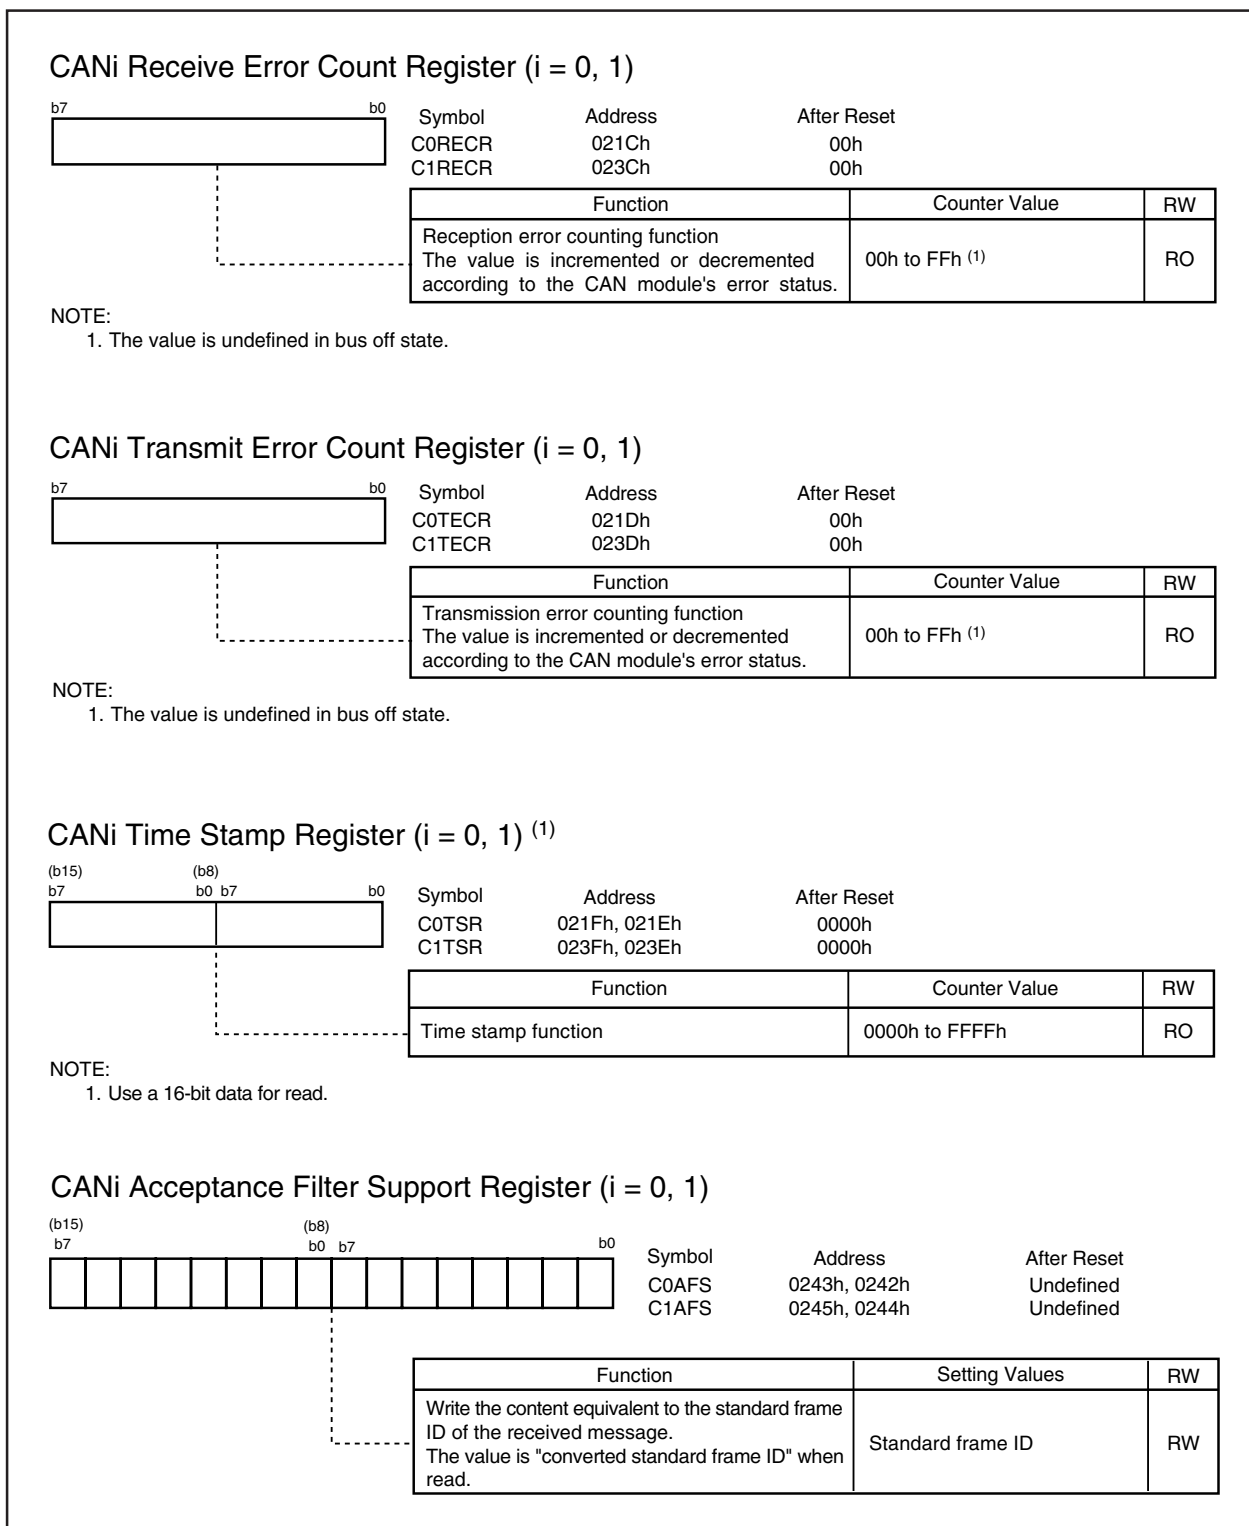 CANi Receive Error Count Register (i = 0, 1)
b7 b0
Symbol Address After Reset
C0RECR 021Ch 00h
C1RECR 023Ch 00h
Function Counter Value RW
Reception error counting function
The value is incremented or decremented
according to the CAN module's error status.
00h to FFh (1)
RO
NOTE:
1. The value is undefined in bus off state.
CANi Transmit Error Count Register (i = 0, 1)
b7 b0
Symbol Address After Reset
C0TECR 021Dh 00h
C1TECR 023Dh 00h
Function Counter Value RW
Transmission error counting function
The value is incremented or decremented
according to the CAN module's error status.
00h to FFh (1)
RO
NOTE:
1. The value is undefined in bus off state.
CANi Time Stamp Register (i = 0, 1) (1)
(b15) (b8)
b7 b0 b7 b0
Symbol Address After Reset
C0TSR 021Fh, 021Eh 0000h
C1TSR 023Fh, 023Eh 0000h
Function Counter Value RW
Time stamp function 0000h to FFFFh RO
NOTE:
1. Use a 16-bit data for read.
CANi Acceptance Filter Support Register (i = 0, 1)
(b15) (b8)
b7 b0 b7 b0
Symbol Address After Reset
C0AFS 0243h, 0242h Undefined
C1AFS 0245h, 0244h Undefined
Function Setting Values RW
Write the content equivalent to the standard frame
ID of the received message.
The value is "converted standard frame ID" when
read.
Standard frame ID
RW